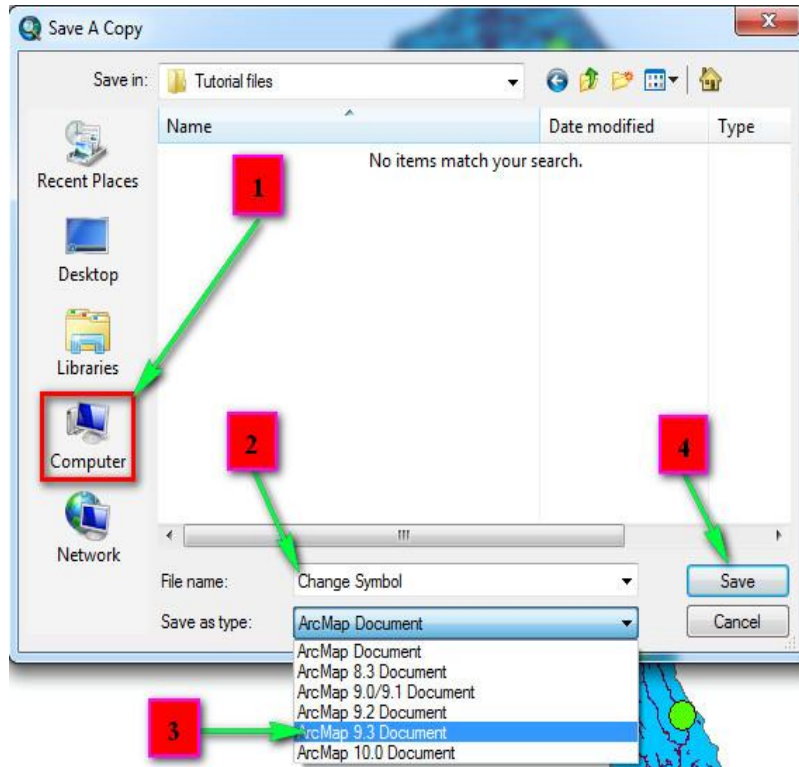 Save A Copy
Save in:
Tutorial files
Name
Date modified
Type
No items match your search.
Recent Places
1
Desktop
Libraries
Computer
2
4
Network
File name:
Change Symbol
Save
Save as type:
ArcMap Document
Cancel
ArcMap Document
ArcMap 8.3 Document
ArcMap 9.0/9.1 Document
ArcMap 9.2 Document
3
ArcMap 9.3 Document
ArcMap 10.0 Document